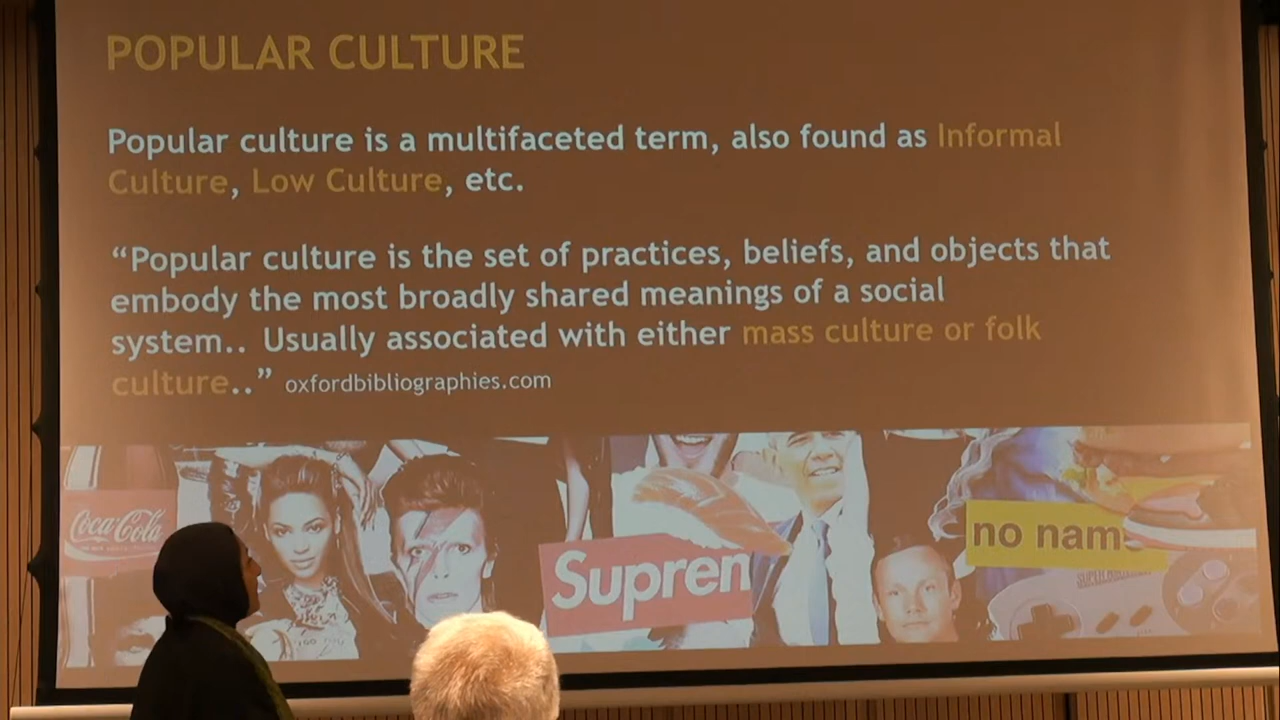 POPULAR CULTURE
Popular culture is a multifaceted term, also found as Informal
Culture, Low Culture, etc.
“Popular culture is the set of practices, beliefs, and objects that
embody the most broadly shared meanings of a social
system.. Usually associated with either mass culture or folk
culture..” oxfordbibliographies.com
Coca-Cola
Supren
no nam